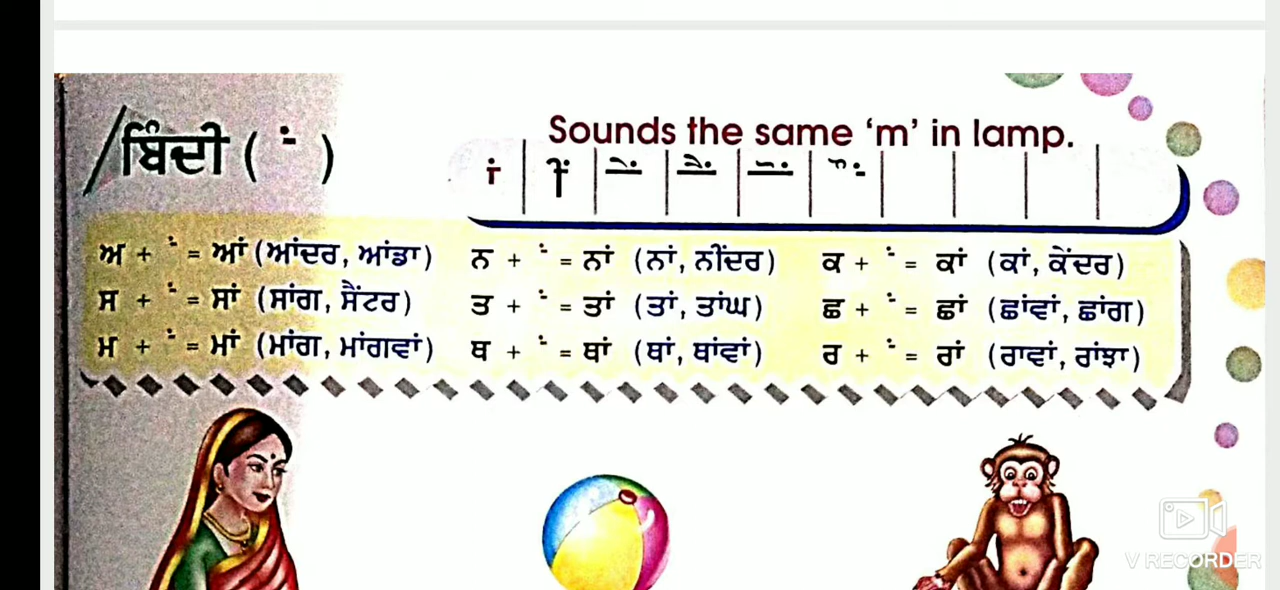 ਬਿੰਦੀ ( ਂ )
Sounds the same ‘m’ in lamp.
ਅ + ਂ = ਆਂ (ਆਂਦਰ, ਆਂਡਾ) ਨ + ਂ = ਨਾਂ (ਨਾਂ, ਨੀਂਦਰ) ਕ + ਂ = ਕਾਂ (ਕਾਂ, ਕੇਂਦਰ)
ਸ + ਂ = ਸਾਂ (ਸਾਂਗ, ਸੈਂਟਰ) ਤ + ਂ = ਤਾਂ (ਤਾਂ, ਤਾਂਘ) ਛ + ਂ = ਛਾਂ (ਛਾਂਵਾਂ, ਛਾਂਗ)
ਮ + ਂ = ਮਾਂ (ਮਾਂਗ, ਮਾਂਗਵਾਂ) ਥ + ਂ = ਥਾਂ (ਥਾਂ, ਥਾਂਵਾਂ) ਰ + ਂ = ਰਾਂ (ਰਾਵਾਂ, ਰਾਂਝਾ)
V RECORDER